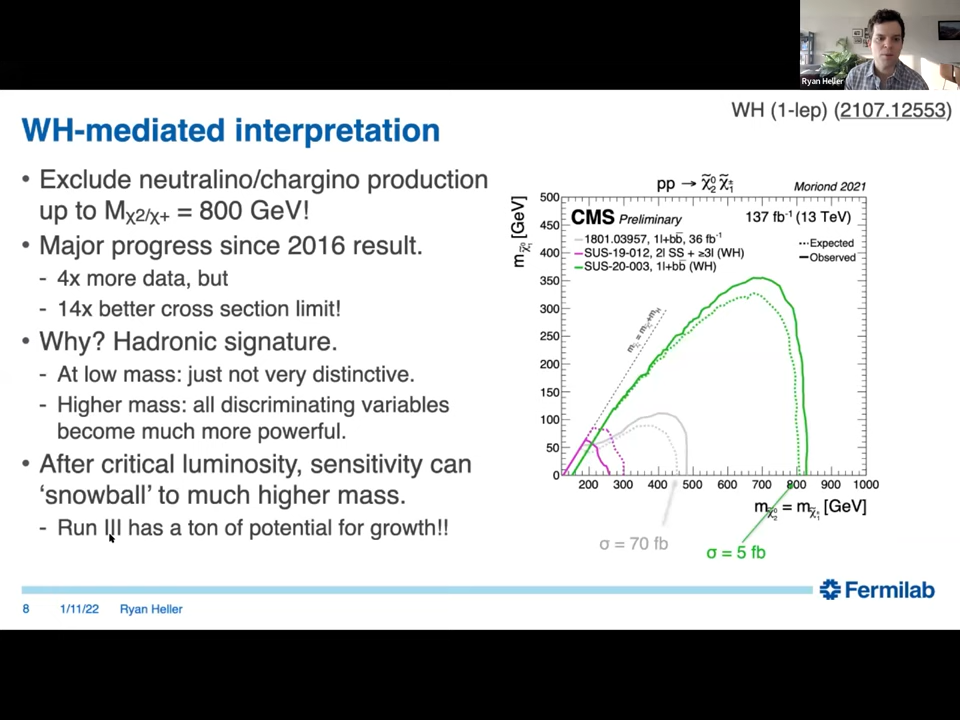 Ryan Heller
WH (1-lep) (2107.12553)
WH-mediated interpretation
• Exclude neutralino/chargino production
up to Mχ2/χ+ = 800 GeV!
• Major progress since 2016 result.
- 4x more data, but
- 14x better cross section limit!
• Why? Hadronic signature.
- At low mass: just not very distinctive.
- Higher mass: all discriminating variables
become much more powerful.
• After critical luminosity, sensitivity can
‘snowball’ to much higher mass.
- Run III has a ton of potential for growth!!
pp → χ̃⁰₂ χ̃±₁
Moriond 2021
CMS Preliminary
137 fb⁻¹ (13 TeV)
1801.03957, 1l+bb̅, 36 fb⁻¹
SUS-19-012, 2l SS + ≥3l (WH)
SUS-20-003, 1l+bb̅ (WH)
Expected
Observed
m χ̃⁰₁ [GeV]
500
450
400
350
300
250
200
150
100
50
0
200 300 400 500 600 700 800 900 1000
m χ̃⁰₂ = m χ̃±₁ [GeV]
σ = 70 fb
σ = 5 fb
Fermilab
8 1/11/22 Ryan Heller